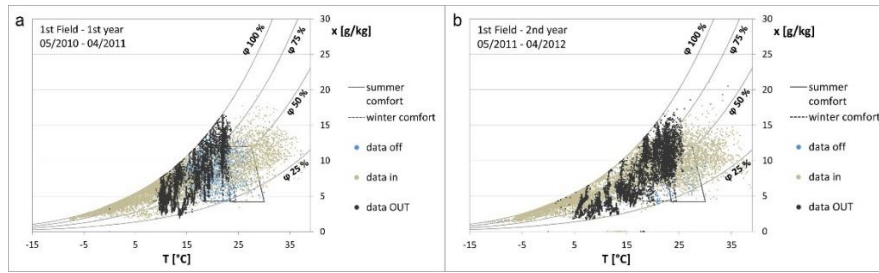 a
1st Field - 1st year
05/2010 - 04/2011
x [g/kg]
φ 100 %
φ 75 %
φ 50 %
φ 25 %
30
25
20
15
10
5
0
summer
comfort
winter comfort
data off
data in
data OUT
-15
-5
5
15
25
35
T [°C]
b
1st Field - 2nd year
05/2011 - 04/2012
x [g/kg]
φ 100 %
φ 75 %
φ 50 %
φ 25 %
30
25
20
15
10
5
0
summer
comfort
winter comfort
data off
data in
data OUT
-15
-5
5
15
25
35
T [°C]